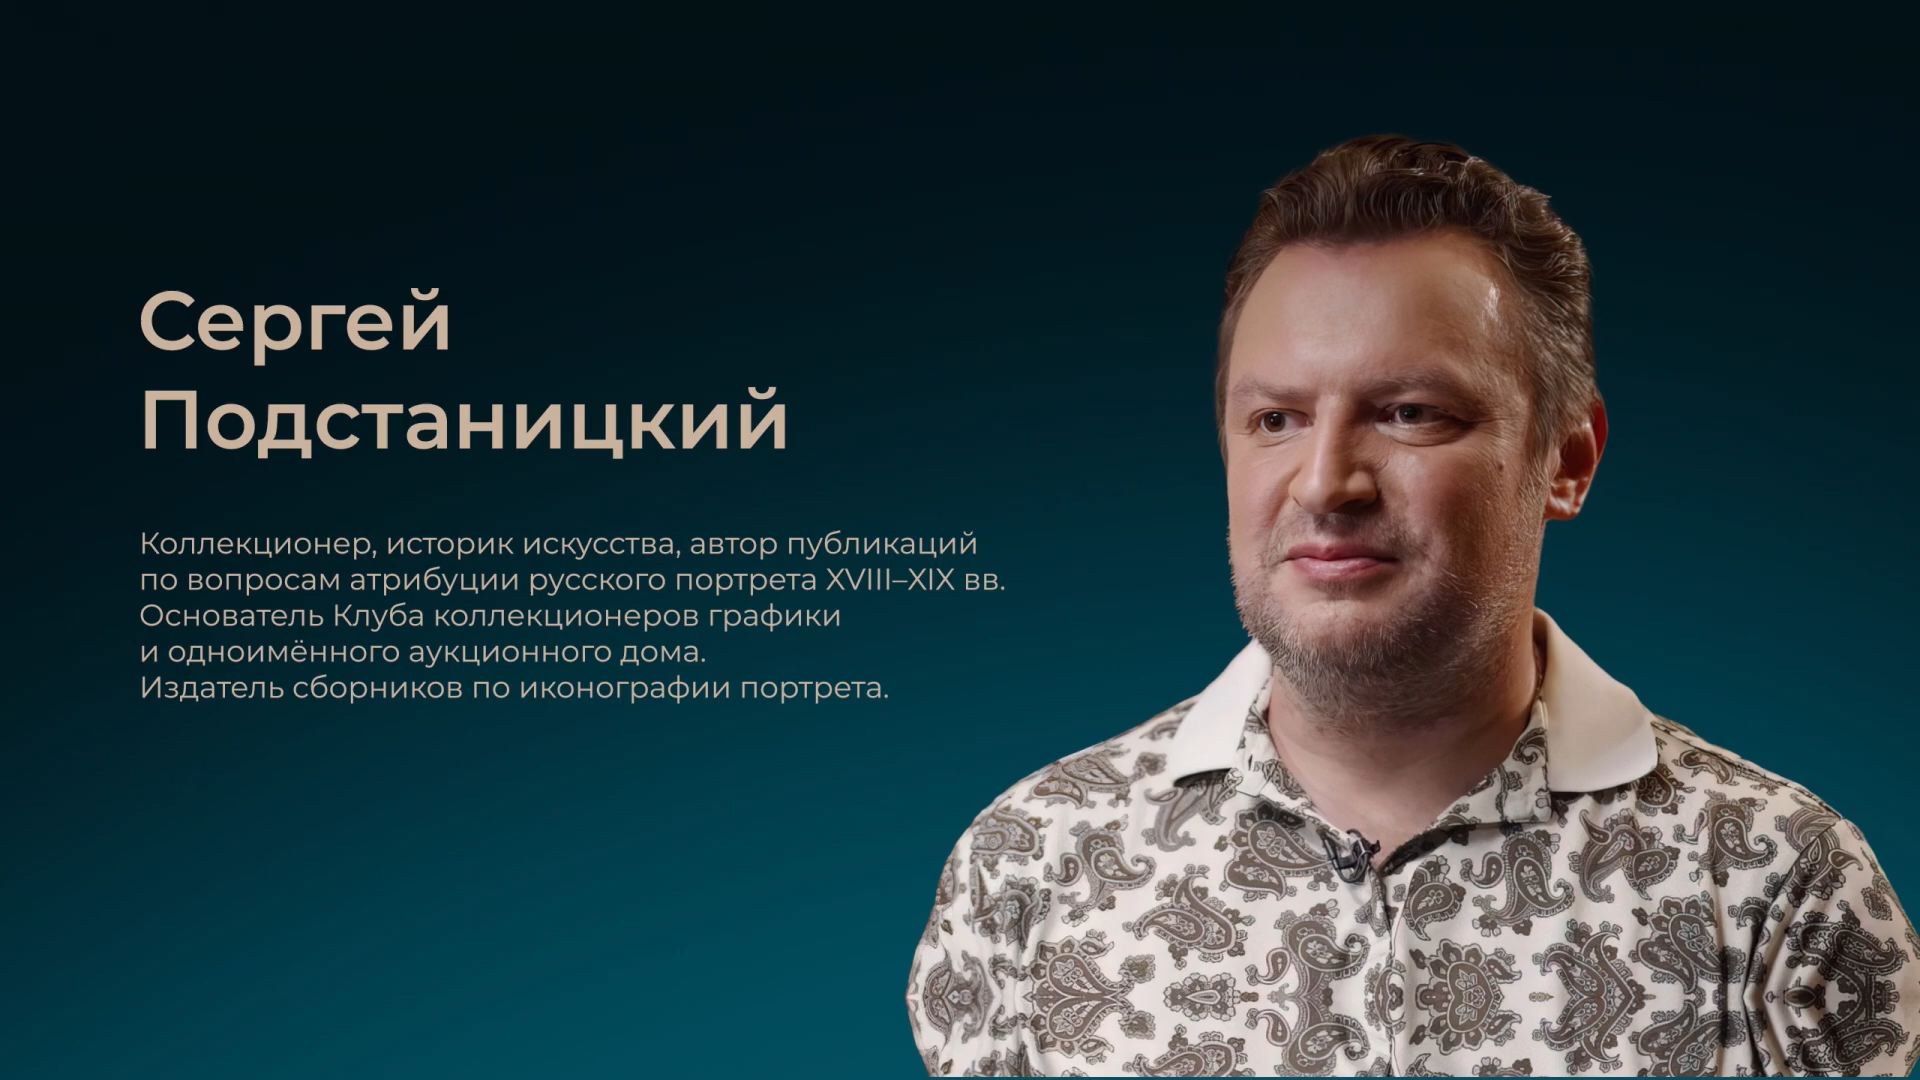 Сергей
Подстаницкий
Коллекционер, историк искусства, автор публикаций
по вопросам атрибуции русского портрета XVIII–XIX вв.
Основатель Клуба коллекционеров графики
и одноимённого аукционного дома.
Издатель сборников по иконографии портрета.